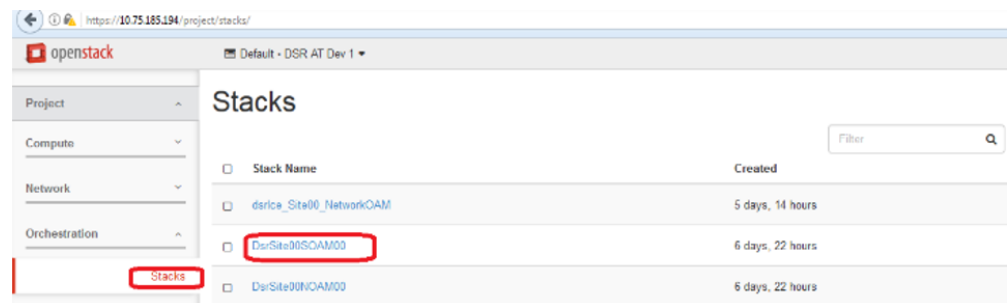 https://10.75.185.194/project/stacks/
openstack
Default - DSR AT Dev 1
Project
Stacks
Compute
Filter
Stack Name Created
Network
dsrIce_Site00_NetworkOAM 5 days, 14 hours
Orchestration
DsrSite00SOAM00 6 days, 22 hours
Stacks
DsrSite00NOAM00 6 days, 22 hours